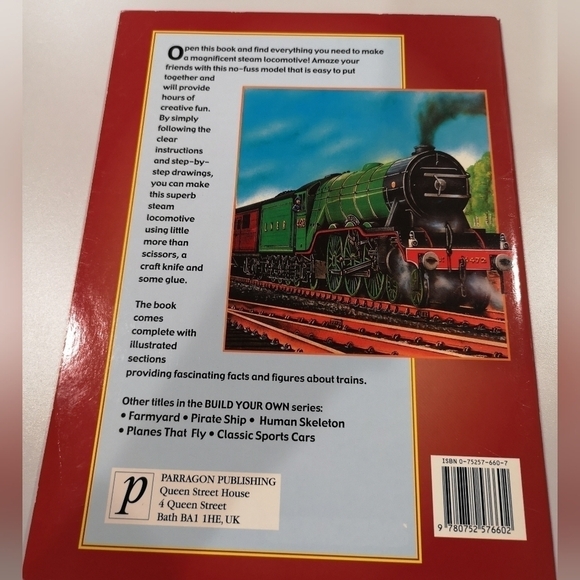 Open this book and find everything you need to make
a magnificent steam locomotive! Amaze your
friends with this no-fuss model that is easy to put
together and
will provide
hours of
creative fun.
By simply
following the
clear
instructions
and step-by-
step drawings,
you can make
this superb
steam
locomotive
using little
more than
scissors, a
craft knife and
some glue.
The book
comes
complete with
illustrated
sections
providing fascinating facts and figures about trains.
Other titles in the BUILD YOUR OWN series:
• Farmyard • Pirate Ship • Human Skeleton
• Planes That Fly • Classic Sports Cars
p
PARRAGON PUBLISHING
Queen Street House
4 Queen Street
Bath BA1 1HE, UK
ISBN 0-75257-660-7
9 780752 576602